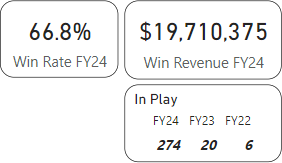 66.8%
Win Rate FY24
$19,710,375
Win Revenue FY24
In Play
FY24 FY23 FY22
274 20 6